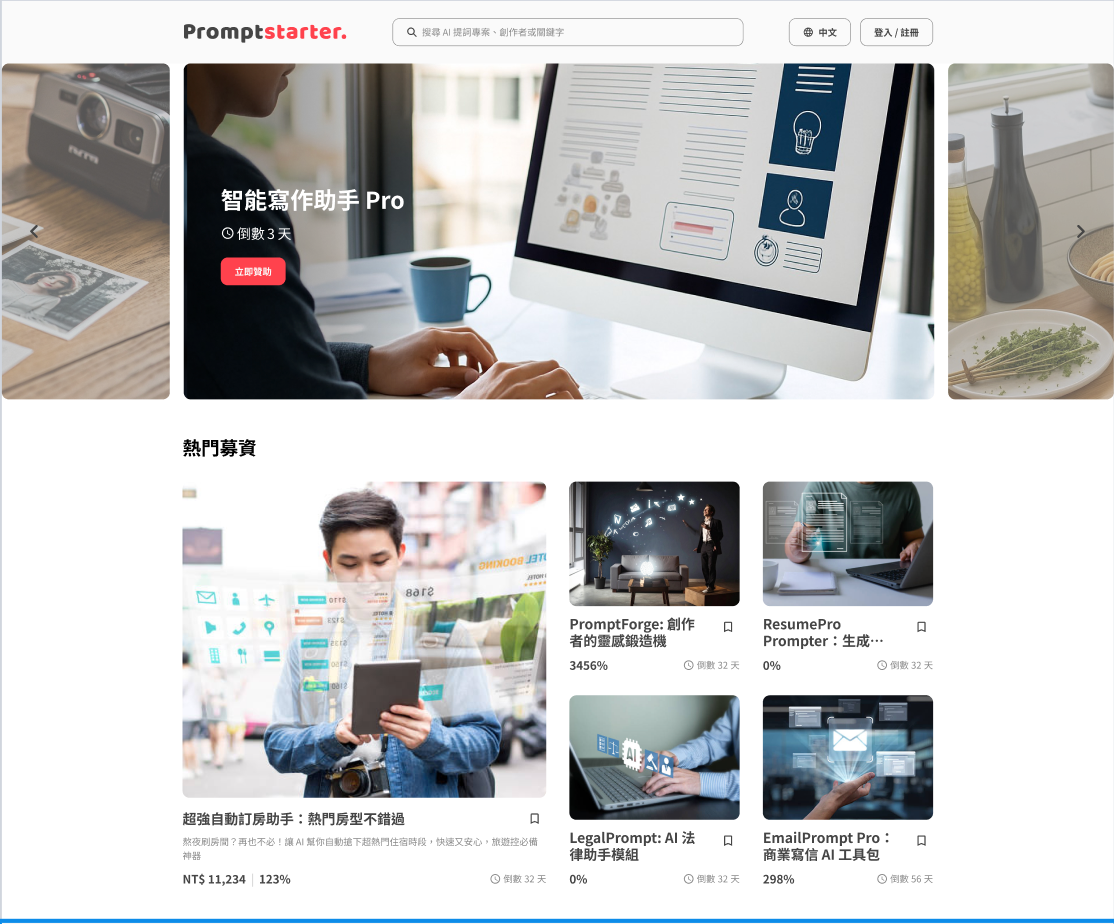 Promptstarter.
搜尋 AI 提詞專案、創作者或關鍵字
中文
登入 / 註冊
智能寫作助手 Pro
倒數 3 天
立即贊助
熱門募資
HOTEL BOOKING
$168
AI
超強自動訂房助手：熱門房型不錯過
熬夜刷房間？再也不必！讓 AI 幫你自動搶下超熱門住宿時段，快速又安心，旅遊控必備
神器
NT$ 11,234
123%
倒數 32 天
PromptForge: 創作
者的靈感鍛造機
3456%
倒數 32 天
ResumePro
Prompter：生成⋯
0%
倒數 32 天
LegalPrompt: AI 法
律助手模組
0%
倒數 32 天
EmailPrompt Pro：
商業寫信 AI 工具包
298%
倒數 56 天